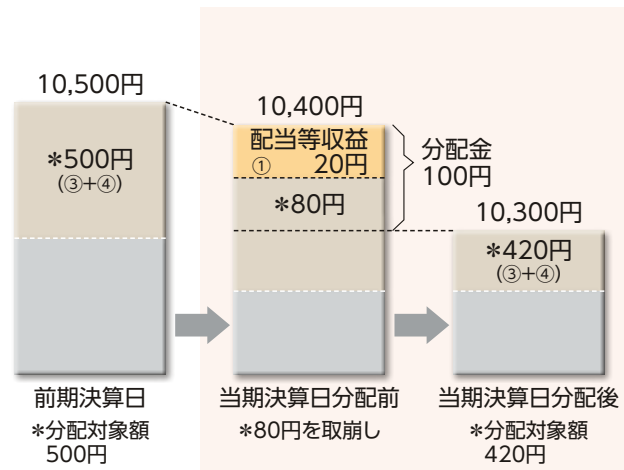 10,500円
*500円
(③+④)
10,400円
配当等収益
① 20円
*80円
分配金
100円
10,300円
*420円
(③+④)
前期決算日
*分配対象額
500円
当期決算日分配前
*80円を取崩し
当期決算日分配後
*分配対象額
420円